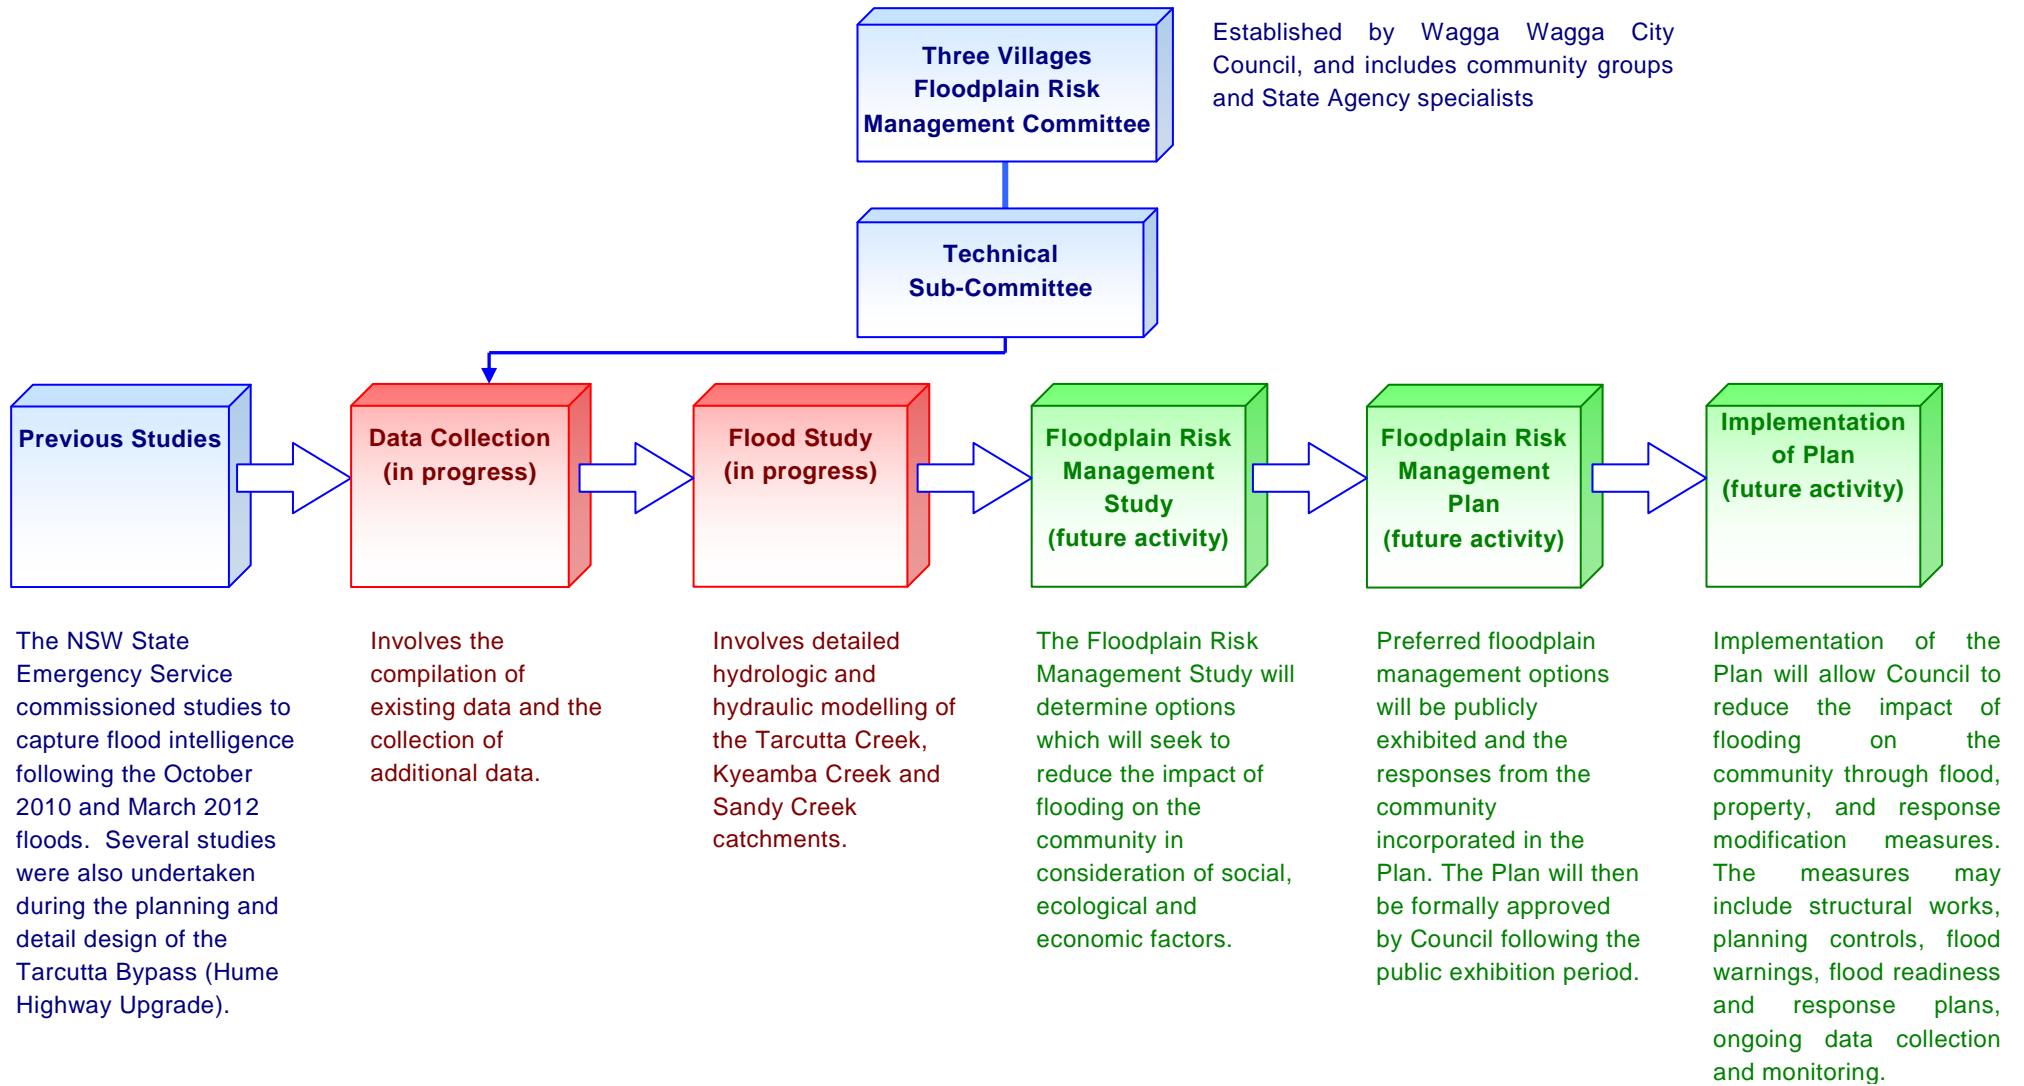 Three Villages
Floodplain Risk
Management Committee
Established by Wagga Wagga City
Council, and includes community groups
and State Agency specialists
Technical
Sub-Committee
Previous Studies
Data Collection
(in progress)
Flood Study
(in progress)
Floodplain Risk
Management
Study
(future activity)
Floodplain Risk
Management
Plan
(future activity)
Implementation
of Plan
(future activity)
The NSW State
Emergency Service
commissioned studies to
capture flood intelligence
following the October
2010 and March 2012
floods.  Several studies
were also undertaken
during the planning and
detail design of the
Tarcutta Bypass (Hume
Highway Upgrade).
Involves the
compilation of
existing data and the
collection of
additional data.
Involves detailed
hydrologic and
hydraulic modelling of
the Tarcutta Creek,
Kyeamba Creek and
Sandy Creek
catchments.
The Floodplain Risk
Management Study will
determine options
which will seek to
reduce the impact of
flooding on the
community in
consideration of social,
ecological and
economic factors.
Preferred floodplain
management options
will be publicly
exhibited and the
responses from the
community
incorporated in the
Plan. The Plan will then
be formally approved
by Council following the
public exhibition period.
Implementation of the
Plan will allow Council to
reduce the impact of
flooding on the
community through flood,
property, and response
modification measures.
The measures may
include structural works,
planning controls, flood
warnings, flood readiness
and response plans,
ongoing data collection
and monitoring.